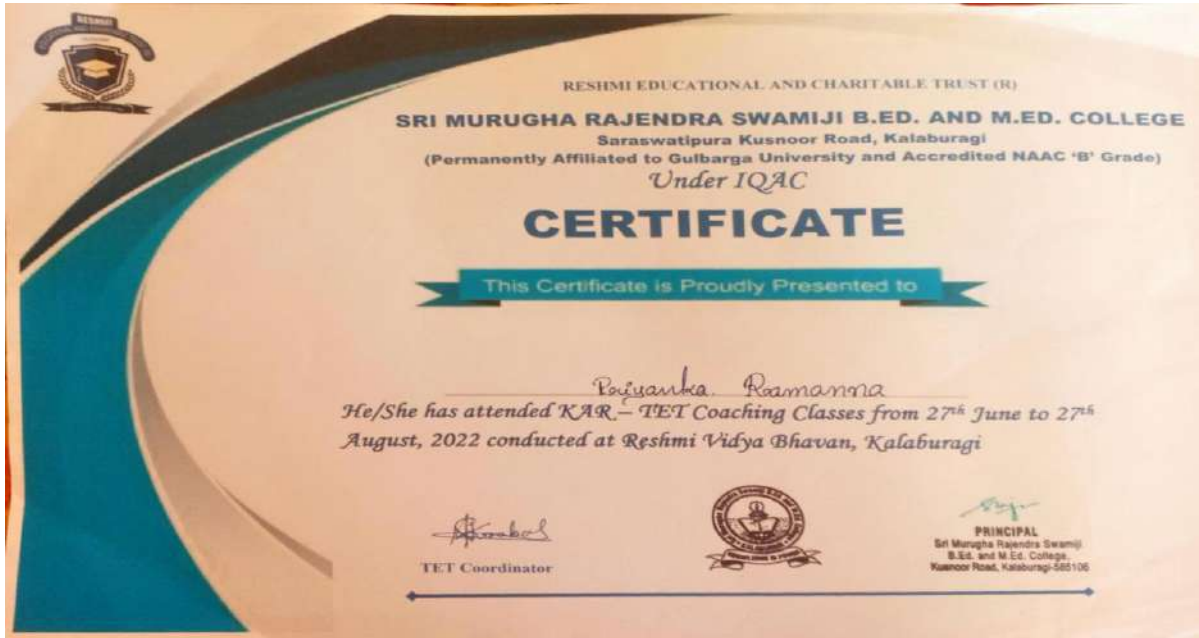 RESHMI
RESHMI EDUCATIONAL AND CHARITABLE TRUST (R)
SRI MURUGHA RAJENDRA SWAMIJI B.ED. AND M.ED. COLLEGE
Saraswatipura Kusnoor Road, Kalaburagi
(Permanently Affiliated to Gulbarga University and Accredited NAAC ‘B’ Grade)
Under IQAC
CERTIFICATE
This Certificate is Proudly Presented to
Priyanka. Ramanna
He/She has attended KAR – TET Coaching Classes from 27th June to 27th
August, 2022 conducted at Reshmi Vidya Bhavan, Kalaburagi
TET Coordinator
PRINCIPAL
Sri Murugha Rajendra Swamiji
B.Ed. and M.Ed. College,
Kusnoor Road, Kalaburagi-585106